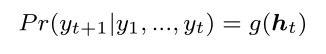 Pr(y_{t+1}|y_1, ..., y_t) = g(h_t)